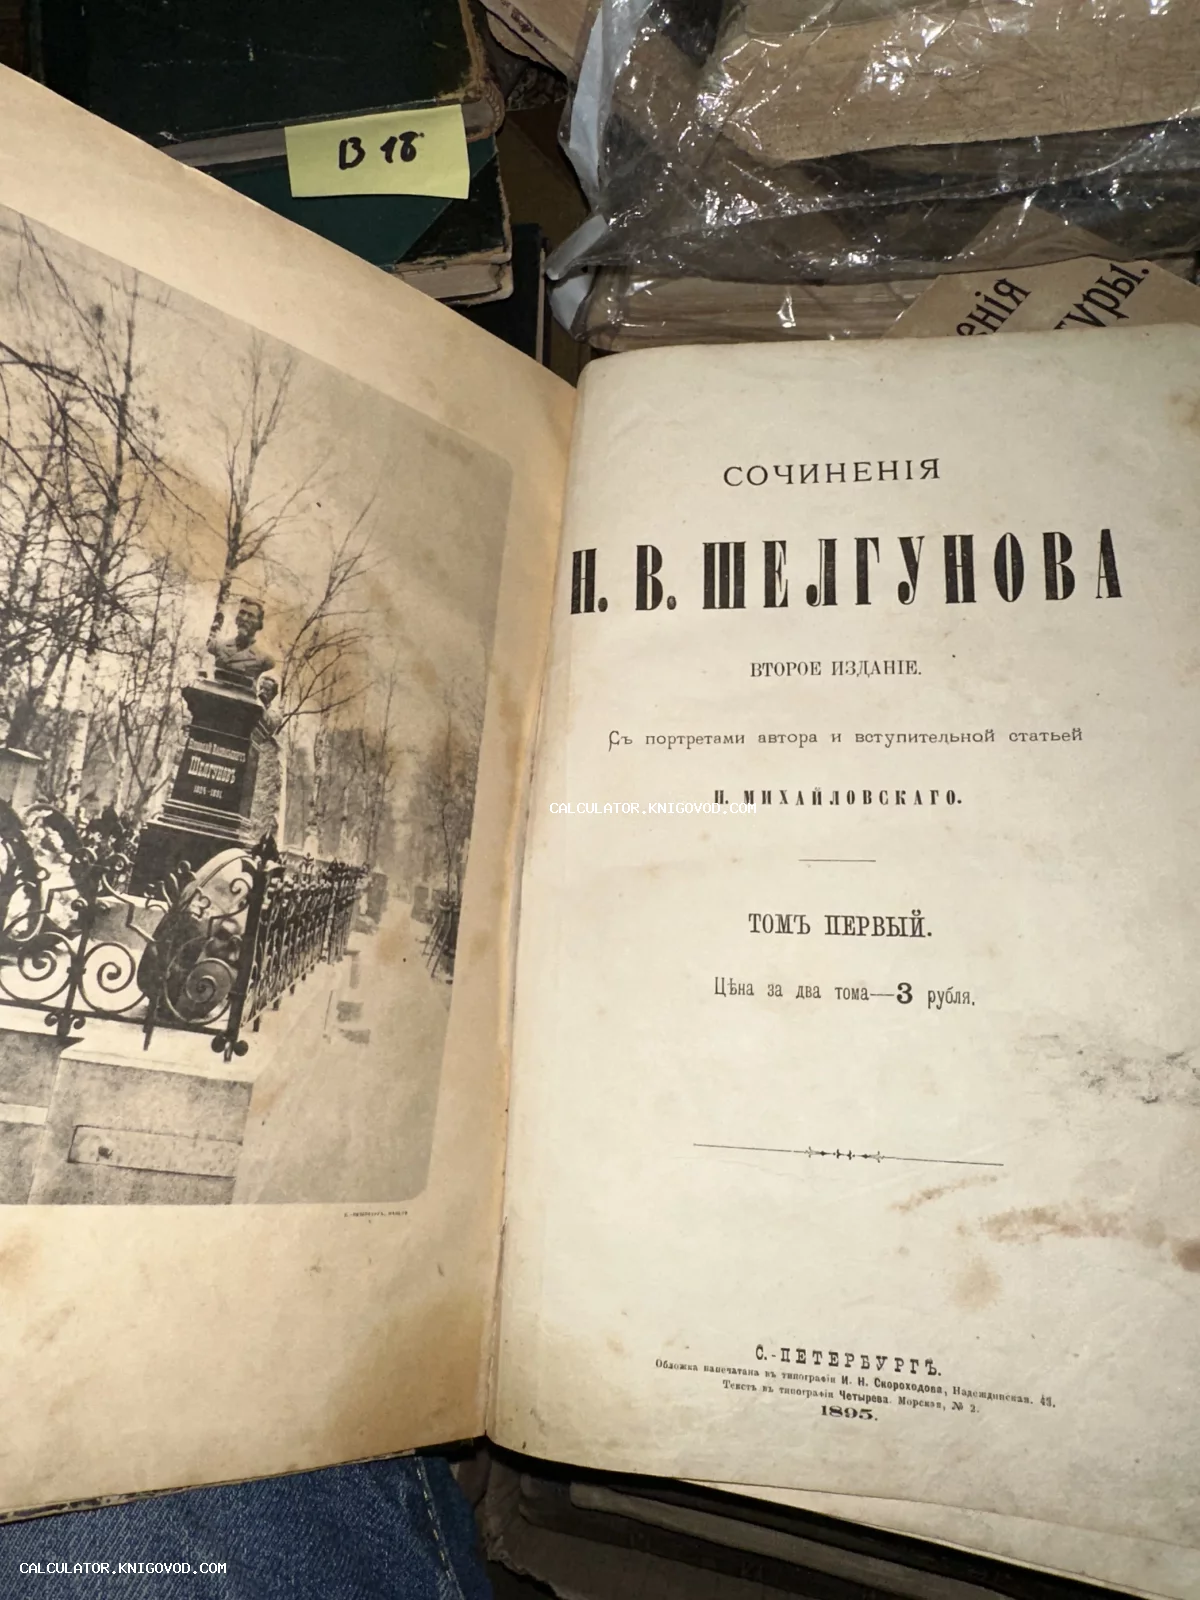 В 18
енія
туры.
Николай Васильевичъ
Шелгуновъ
1824-1891
СОЧИНЕНІЯ
Н. В. ШЕЛГУНОВА
ВТОРОЕ ИЗДАНІЕ.
Съ портретами автора и вступительной статьей
Н. МИХАЙЛОВСКАГО.
CALCULATOR.KNIGOVOD.COM
ТОМЪ ПЕРВЫЙ.
Цѣна за два тома—3 рубля.
С.-ПЕТЕРБУРГЪ.
Обложка напечатана въ типографіи И. Н. Скороходова, Надеждинская, 43.
Текстъ въ типографіи Четырева. Морская, № 2.
1895.
CALCULATOR.KNIGOVOD.COM